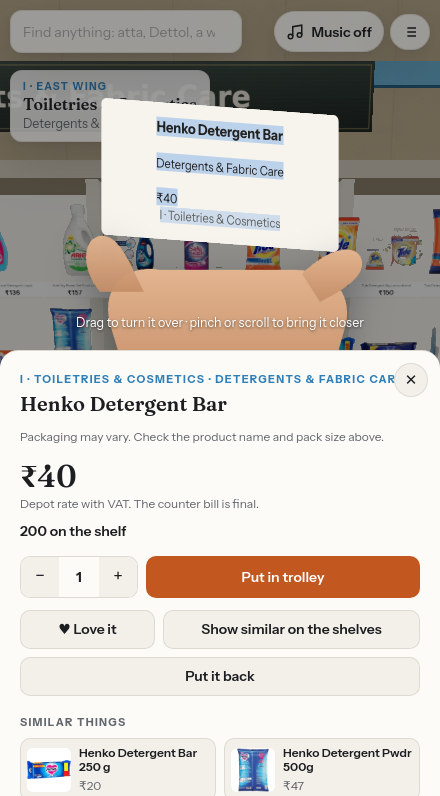 Find anything: atta, Dettol, a w
Music off
I · EAST WING
Toiletries
Detergents &
Care
Henko Detergent Bar
Detergents & Fabric Care
₹40
I · Toiletries & Cosmetics
₹136
₹157
₹150
Drag to turn it over · pinch or scroll to bring it closer
I · TOILETRIES & COSMETICS · DETERGENTS & FABRIC CAR
Henko Detergent Bar
Packaging may vary. Check the product name and pack size above.
₹40
Depot rate with VAT. The counter bill is final.
200 on the shelf
− 1 +
Put in trolley
♥ Love it
Show similar on the shelves
Put it back
SIMILAR THINGS
Henko Detergent Bar 
250 g
₹20
Henko Detergent Pwdr
500g
₹47